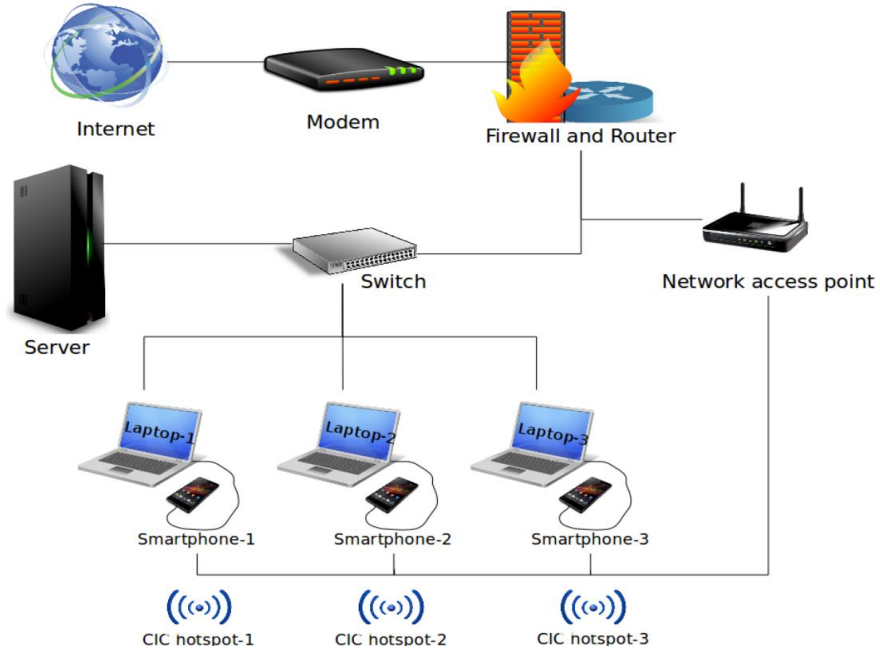 Internet
Modem
Firewall and Router
Server
Switch
Network access point
Laptop-1
Laptop-2
Laptop-3
Smartphone-1
Smartphone-2
Smartphone-3
CIC hotspot-1
CIC hotspot-2
CIC hotspot-3